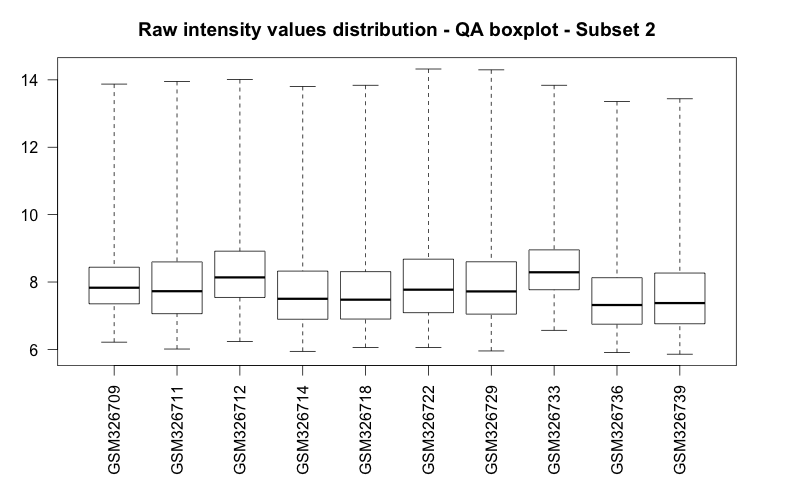 Raw intensity values distribution - QA boxplot - Subset 2
14
12
10
8
6
GSM326709
GSM326711
GSM326712
GSM326714
GSM326718
GSM326722
GSM326729
GSM326733
GSM326736
GSM326739